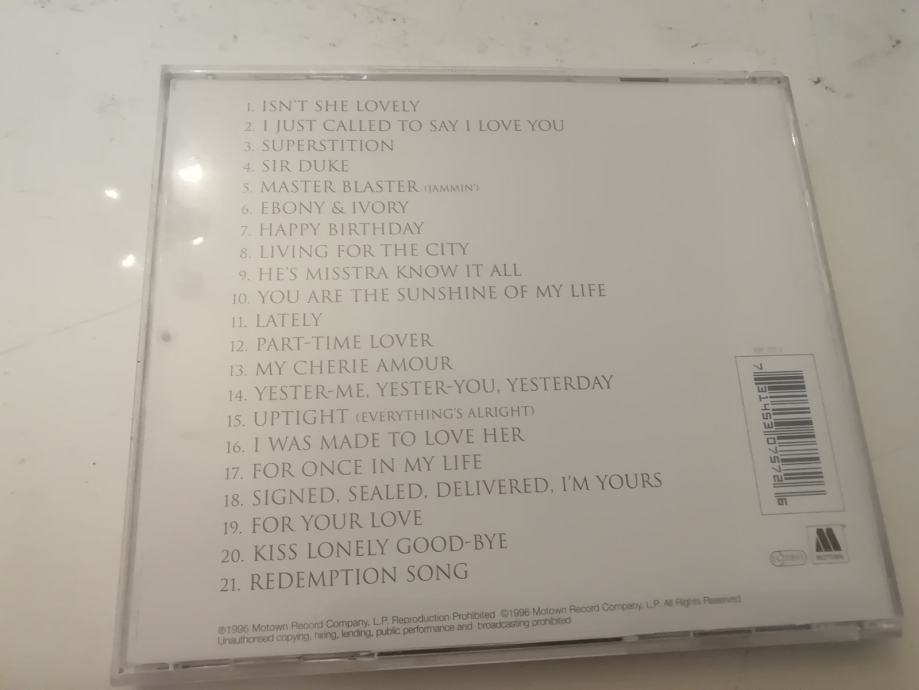 1. ISN'T SHE LOVELY
2. I JUST CALLED TO SAY I LOVE YOU
3. SUPERSTITION
4. SIR DUKE
5. MASTER BLASTER (JAMMIN')
6. EBONY & IVORY
7. HAPPY BIRTHDAY
8. LIVING FOR THE CITY
9. HE'S MISSTRA KNOW IT ALL
10. YOU ARE THE SUNSHINE OF MY LIFE
11. LATELY
12. PART-TIME LOVER
13. MY CHERIE AMOUR
14. YESTER-ME, YESTER-YOU, YESTERDAY
15. UPTIGHT (EVERYTHING'S ALRIGHT)
16. I WAS MADE TO LOVE HER
17. FOR ONCE IN MY LIFE
18. SIGNED, SEALED, DELIVERED, I'M YOURS
19. FOR YOUR LOVE
20. KISS LONELY GOOD-BYE
21. REDEMPTION SONG
7 31453 07572 6
MOTOWN
℗1996 Motown Record Company, L.P. Reproduction Prohibited ©1996 Motown Record Company, L.P. All Rights Reserved
Unauthorised copying, hiring, lending, public performance and broadcasting prohibited